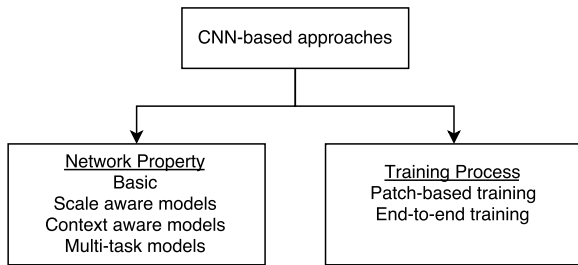 CNN-based approaches
Network Property
Basic
Scale aware models
Context aware models
Multi-task models
Training Process
Patch-based training
End-to-end training